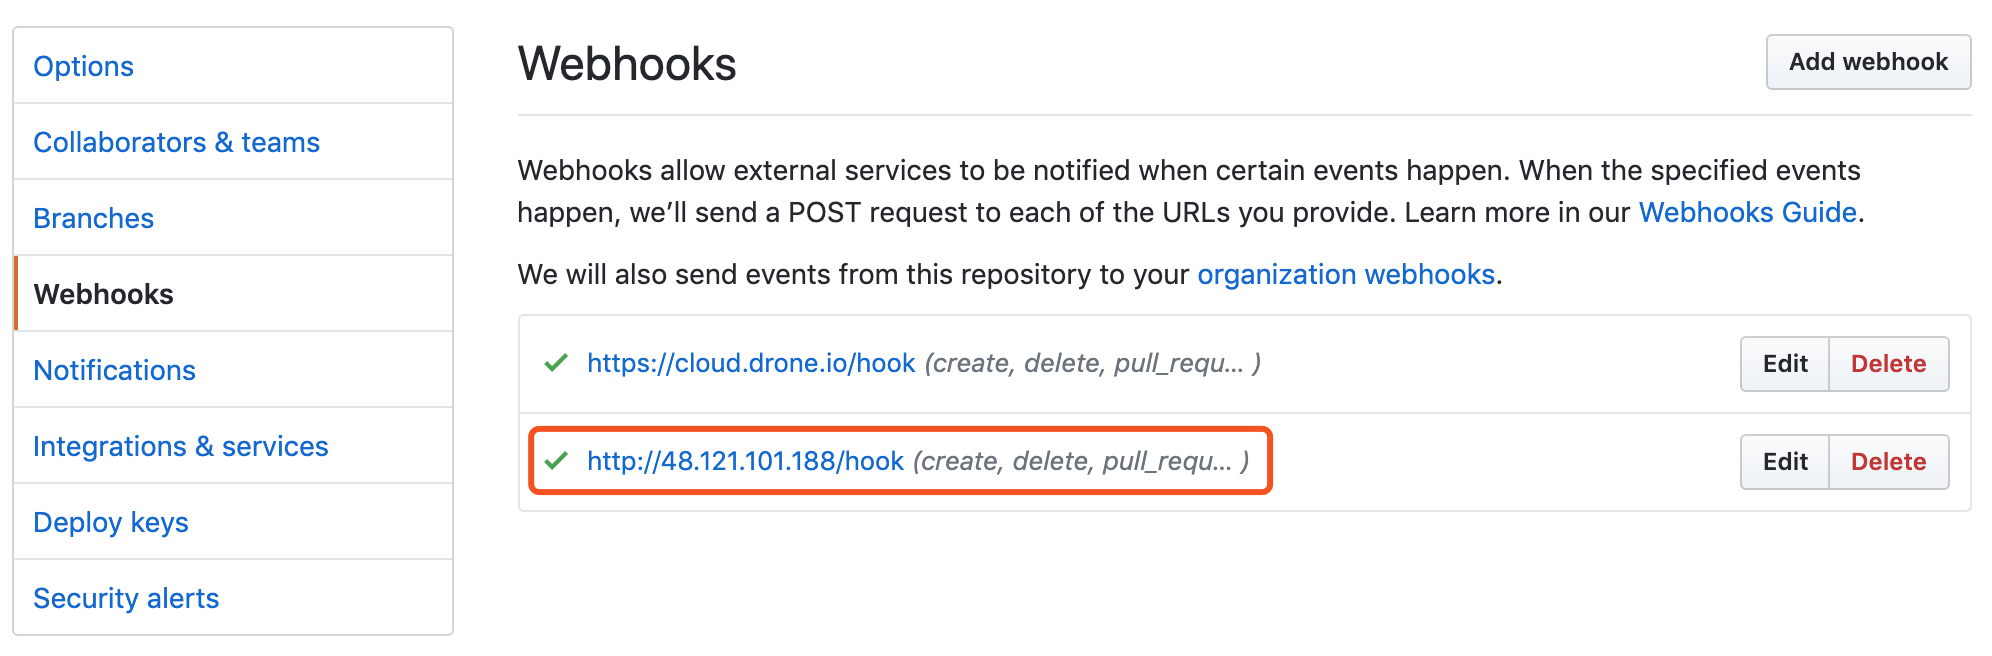 Options
Collaborators & teams
Branches
Webhooks
Notifications
Integrations & services
Deploy keys
Security alerts
Webhooks
Add webhook
Webhooks allow external services to be notified when certain events happen. When the specified events
happen, we’ll send a POST request to each of the URLs you provide. Learn more in our Webhooks Guide.
We will also send events from this repository to your organization webhooks.
https://cloud.drone.io/hook (create, delete, pull_requ... )
Edit Delete
http://48.121.101.188/hook (create, delete, pull_requ... )
Edit Delete